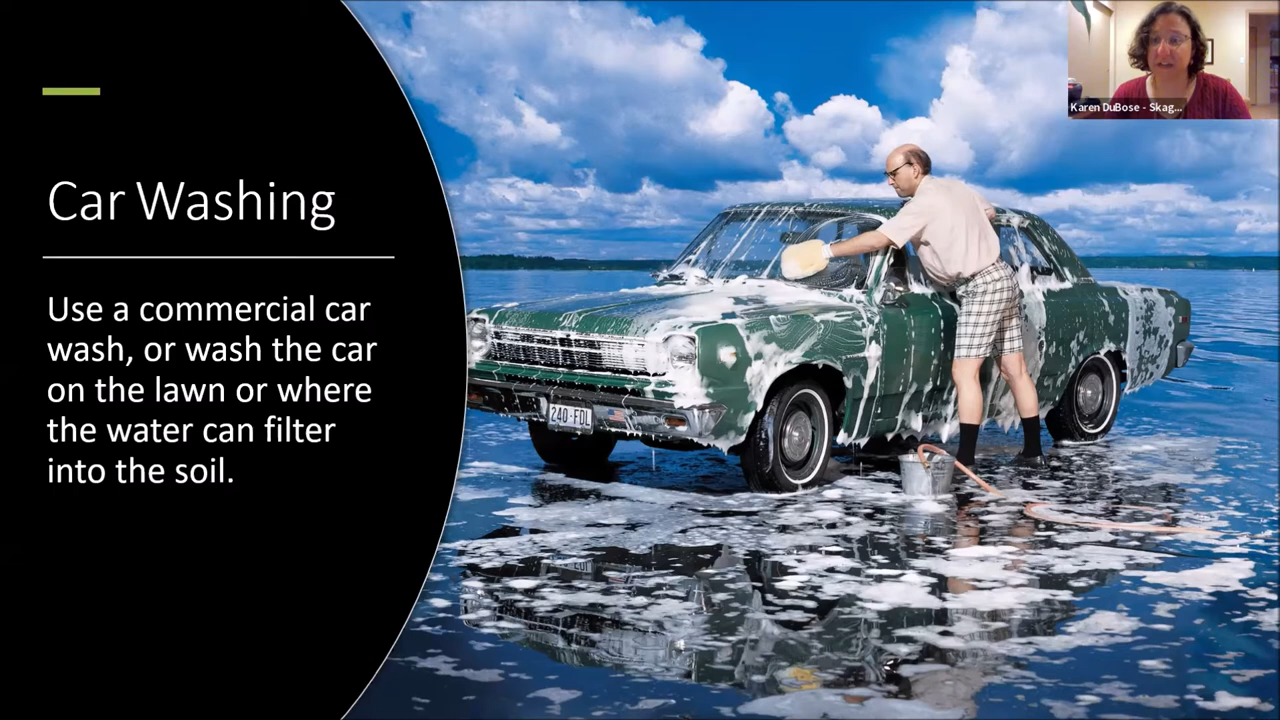 Karen DuBose - Skag...
Car Washing
Use a commercial car
wash, or wash the car
on the lawn or where
the water can filter
into the soil.
240-FDL